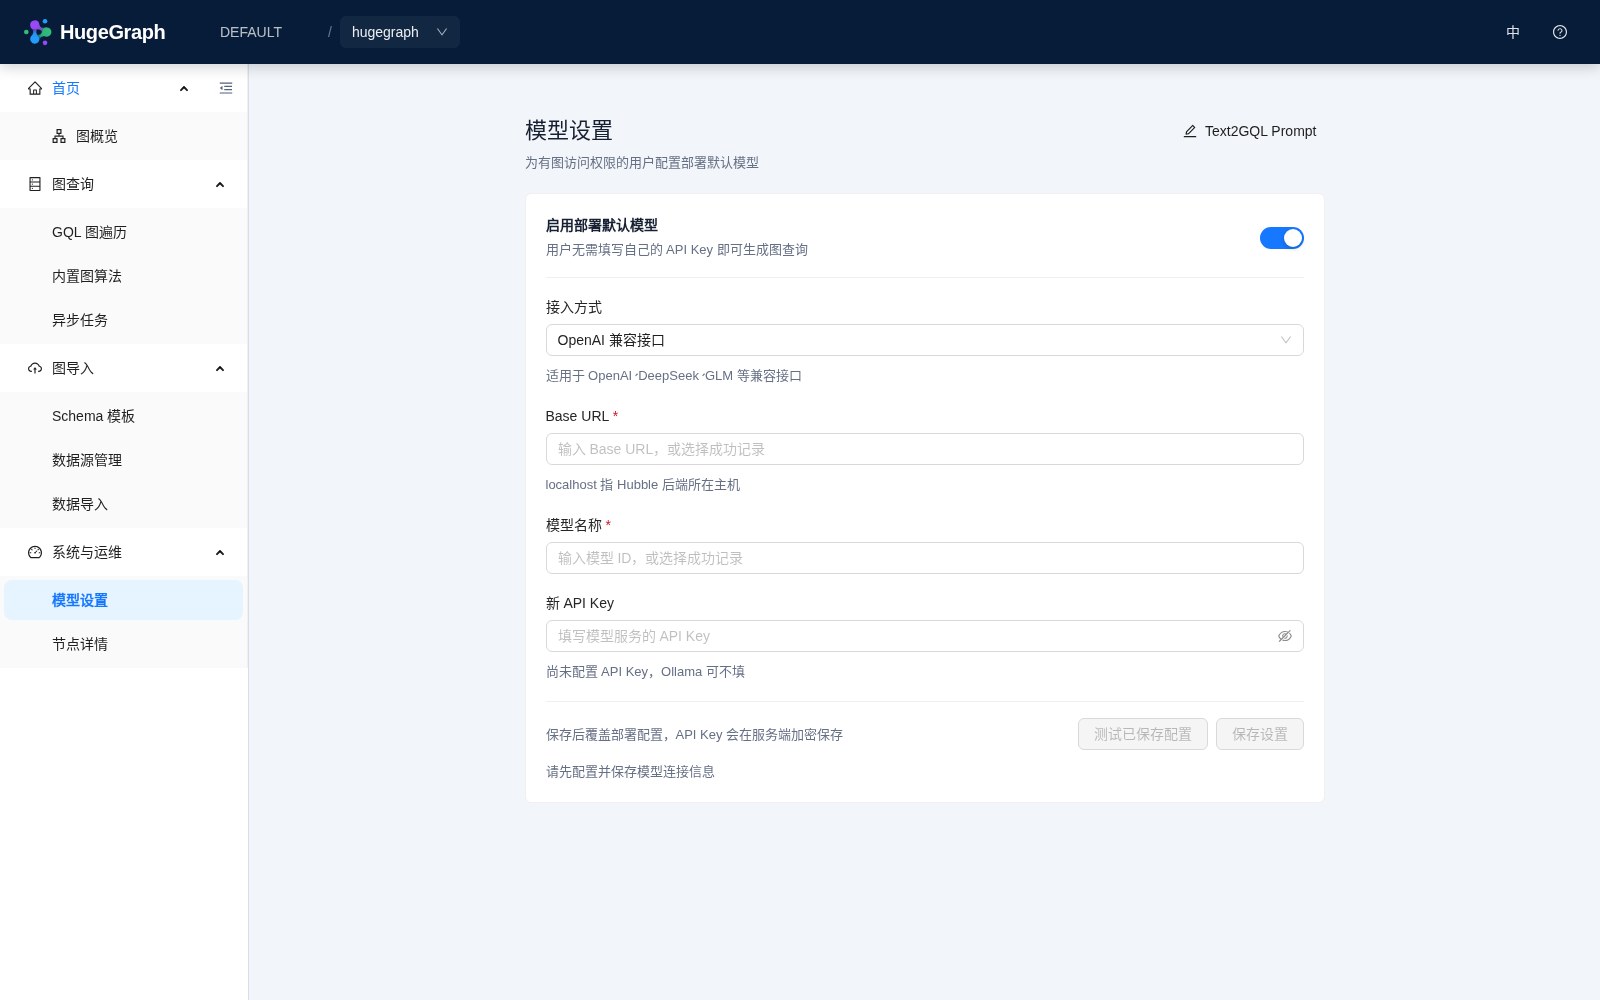 HugeGraph
DEFAULT / hugegraph
中
首页
图概览
图查询
GQL 图遍历
内置图算法
异步任务
图导入
Schema 模板
数据源管理
数据导入
系统与运维
模型设置
节点详情
模型设置
Text2GQL Prompt
为有图访问权限的用户配置部署默认模型
启用部署默认模型
用户无需填写自己的 API Key 即可生成图查询
接入方式
OpenAI 兼容接口
适用于 OpenAI、DeepSeek、GLM 等兼容接口
Base URL *
输入 Base URL，或选择成功记录
localhost 指 Hubble 后端所在主机
模型名称 *
输入模型 ID，或选择成功记录
新 API Key
填写模型服务的 API Key
尚未配置 API Key，Ollama 可不填
保存后覆盖部署配置，API Key 会在服务端加密保存
测试已保存配置
保存设置
请先配置并保存模型连接信息